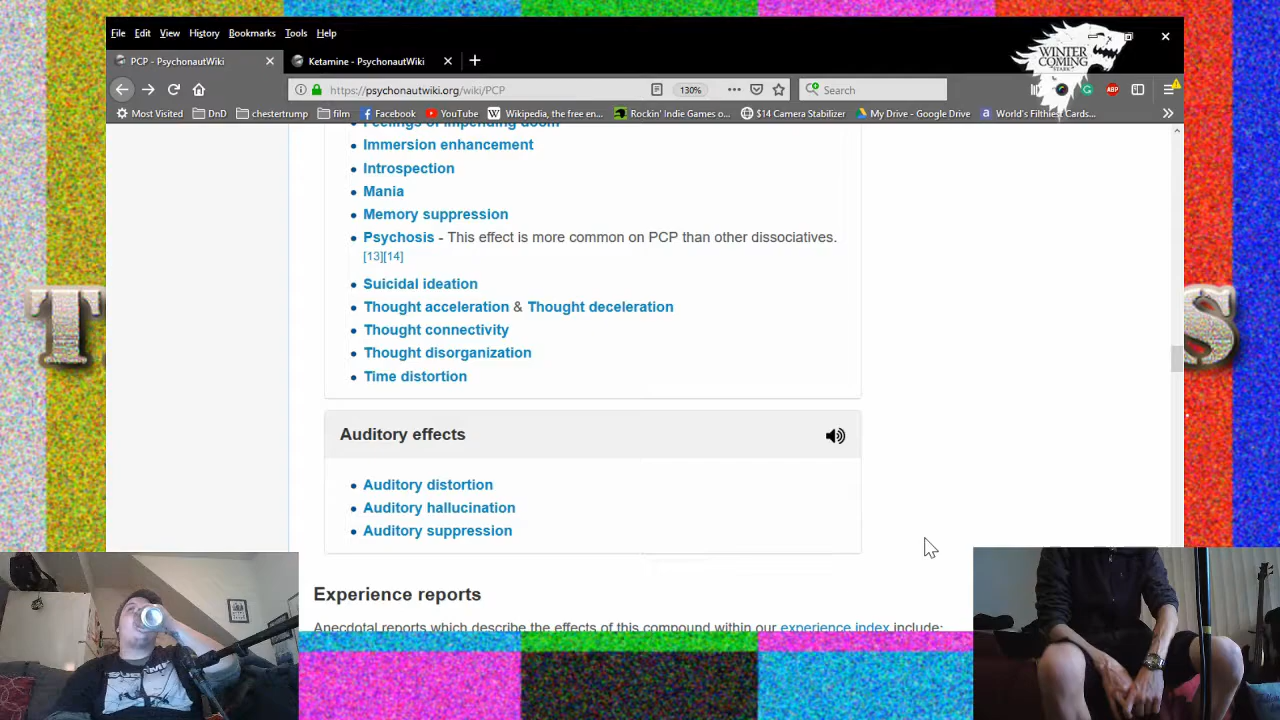 File Edit View History Bookmarks Tools Help
PCP - PsychonautWiki
Ketamine - PsychonautWiki
WINTER
COMING
STARK
https://psychonautwiki.org/wiki/PCP
130%
Search
ABP
Most Visited
DnD
chestertrump
film
Facebook
YouTube
Wikipedia, the free en...
Rockin' Indie Games o...
$14 Camera Stabilizer
My Drive - Google Drive
World's Filthiest Cards...
Feelings of impending doom
Immersion enhancement
Introspection
Mania
Memory suppression
Psychosis - This effect is more common on PCP than other dissociatives.
[13][14]
Suicidal ideation
Thought acceleration & Thought deceleration
Thought connectivity
Thought disorganization
Time distortion
T
S
Auditory effects
Auditory distortion
Auditory hallucination
Auditory suppression
Experience reports
Anecdotal reports which describe the effects of this compound within our experience index include: